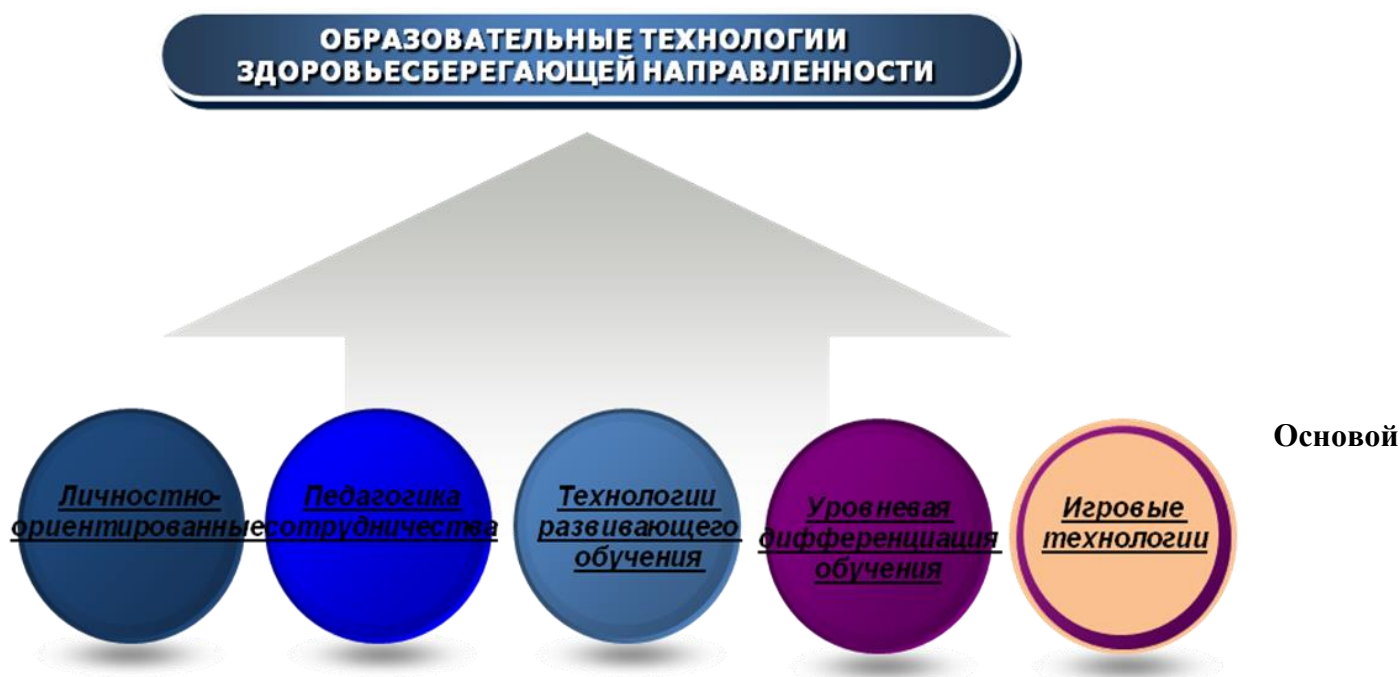 ОБРАЗОВАТЕЛЬНЫЕ ТЕХНОЛОГИИ
ЗДОРОВЬЕСБЕРЕГАЮЩЕЙ НАПРАВЛЕННОСТИ
Основой
Личностно-
ориентированные
Педагогика
сотрудничества
Технологии
развивающего
обучения
Уровневая
дифференциация
обучения
Игровые
технологии